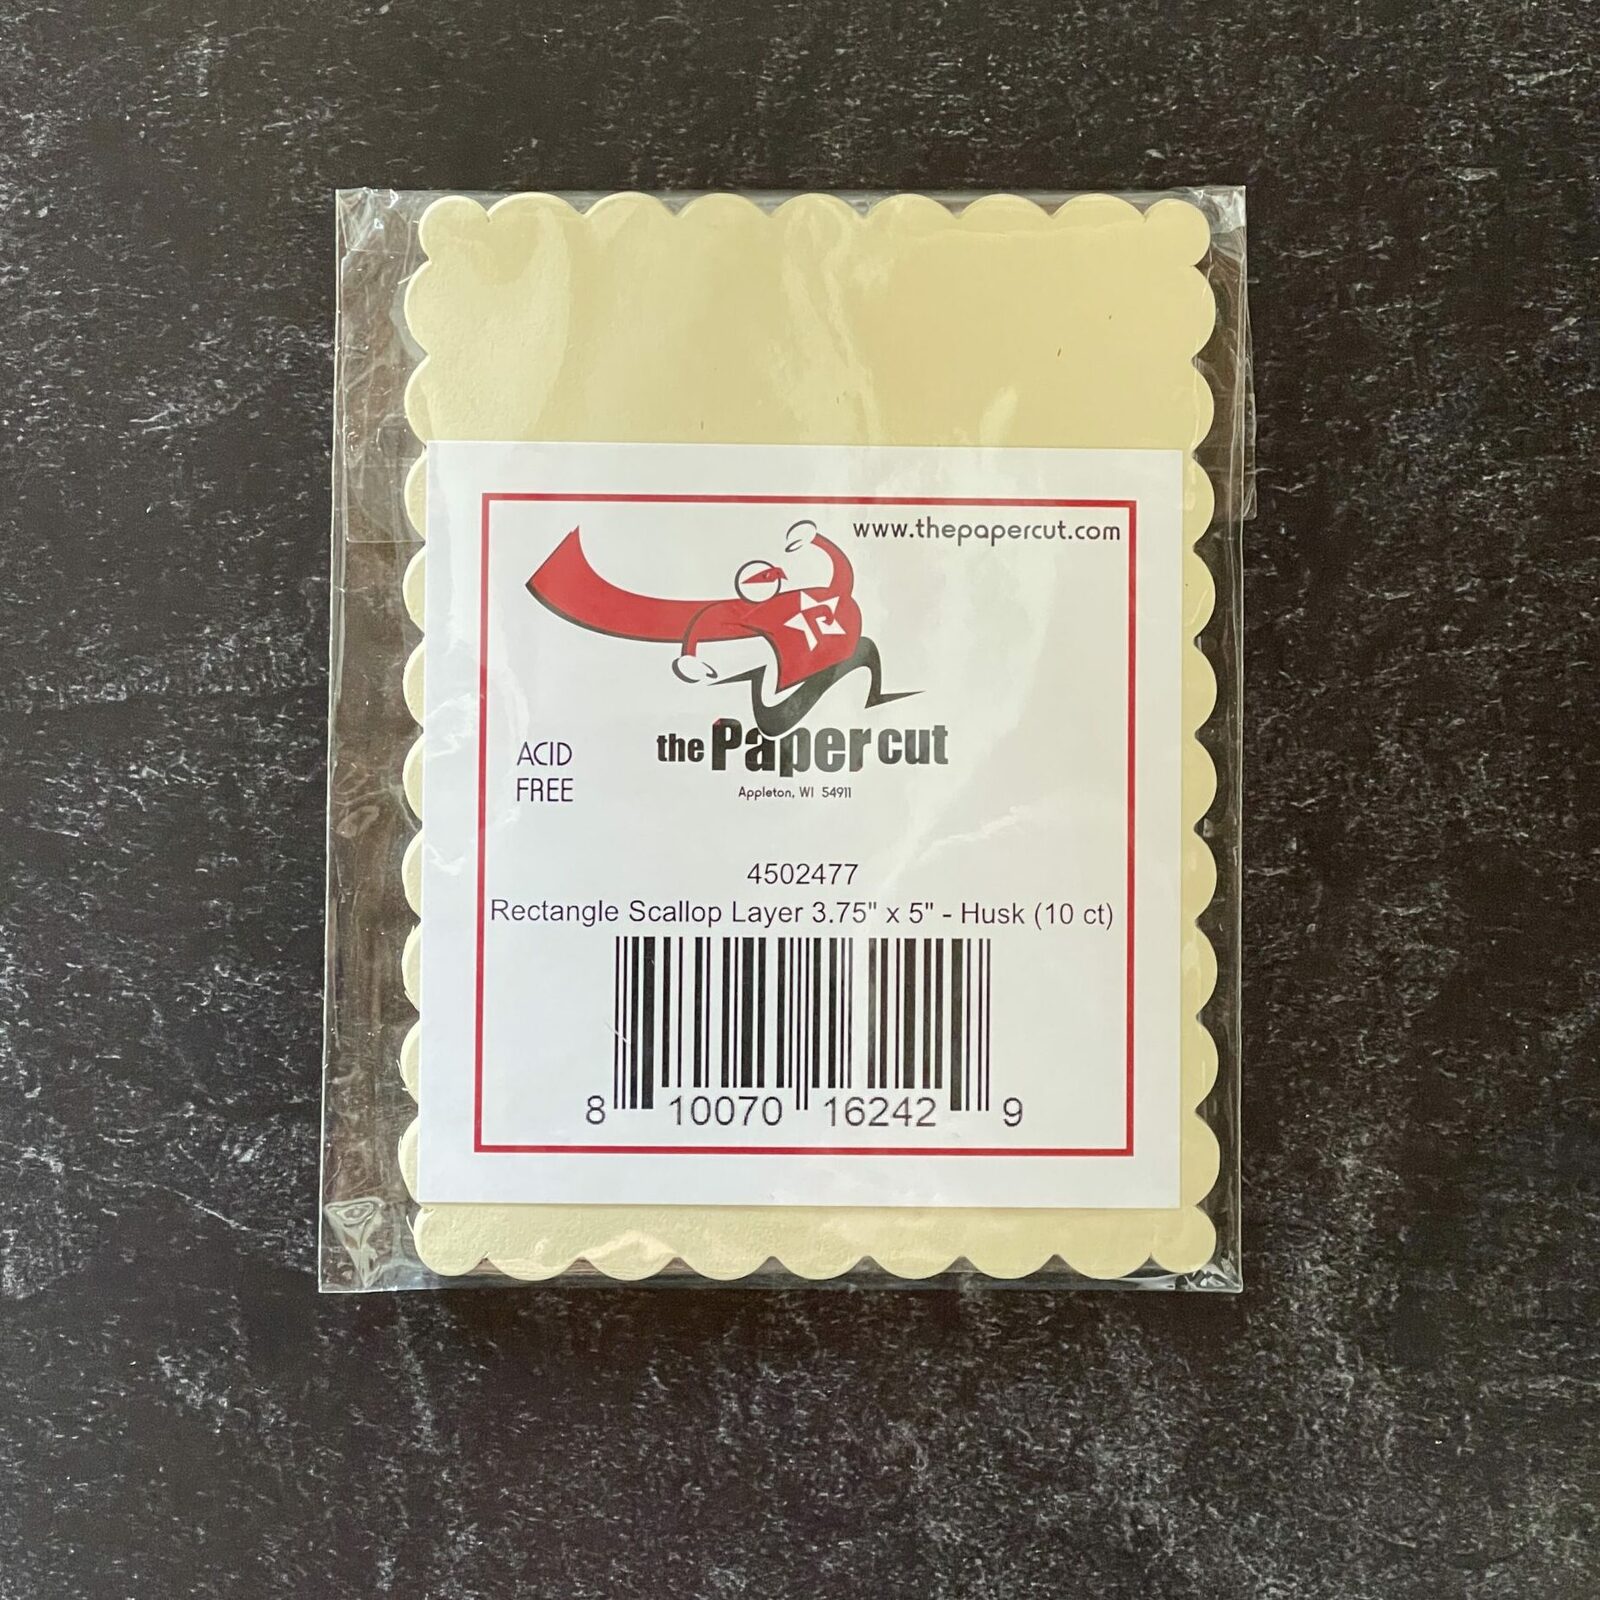 www.thepapercut.com
the Paper cut
Appleton, WI 54911
ACID
FREE
4502477
Rectangle Scallop Layer 3.75" x 5" - Husk (10 ct)
8 10070 16242 9